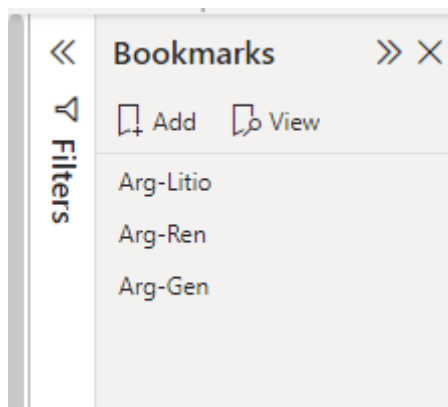 Bookmarks
Add View
Arg-Litio
Arg-Ren
Arg-Gen
Filters